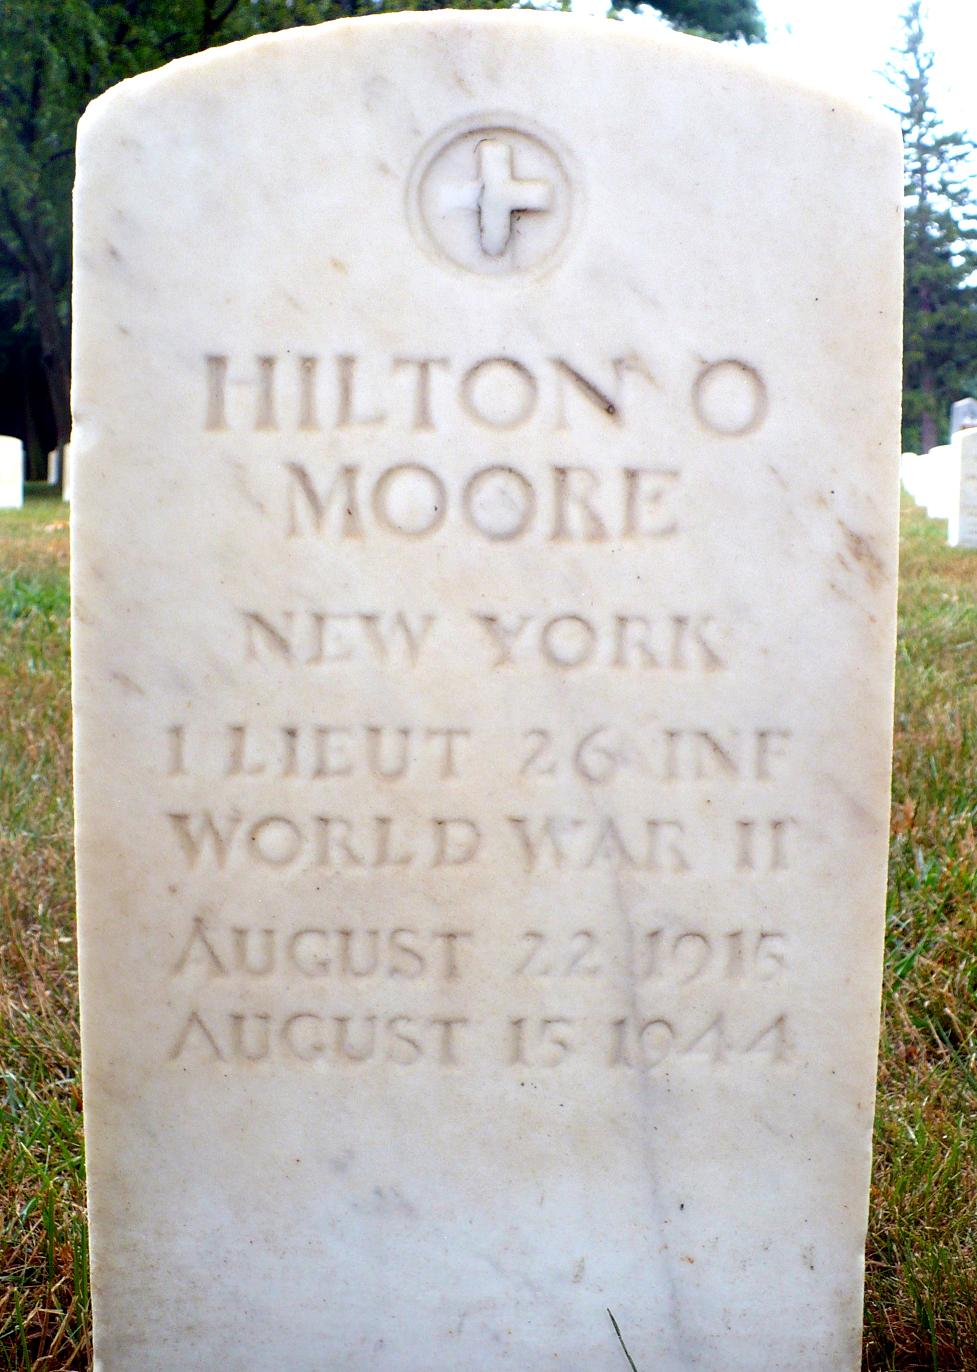 HILTON O
MOORE
NEW YORK
1 LIEUT 26 INF
WORLD WAR II
AUGUST 22 1915
AUGUST 15 1944